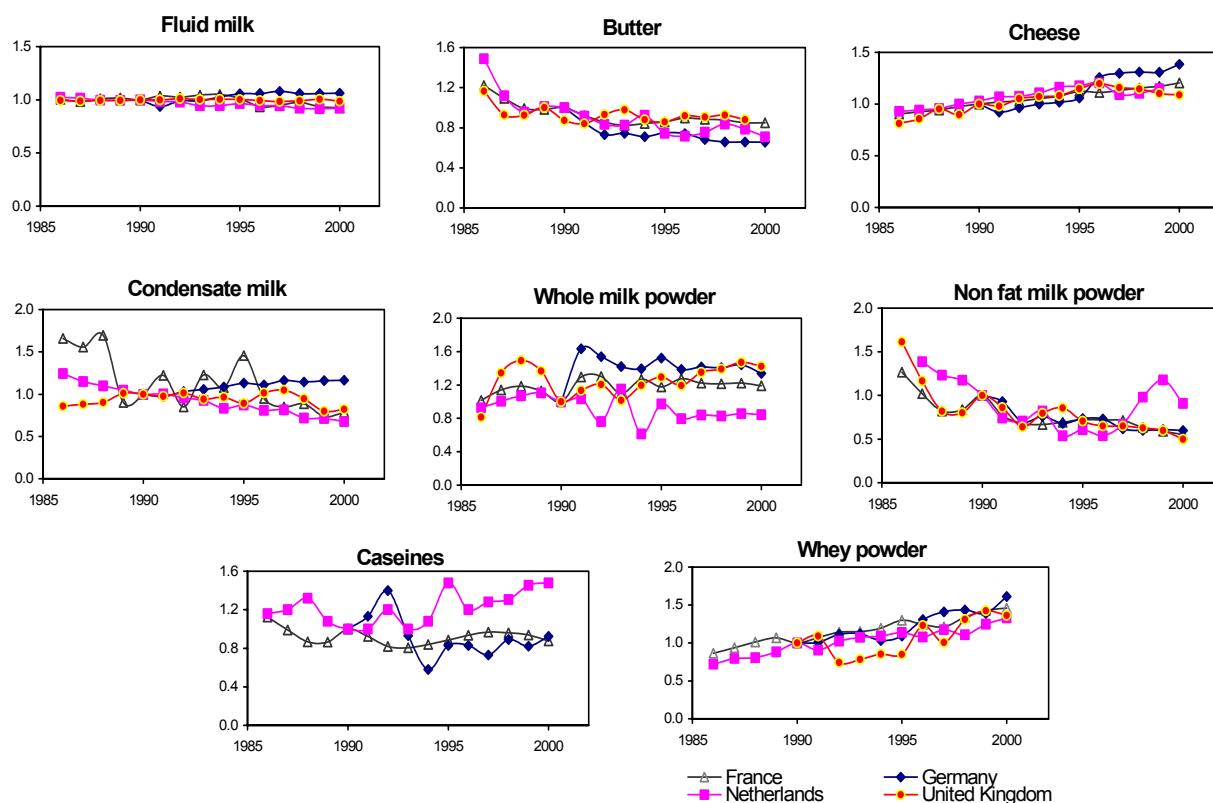 Fluid milk
1.5
1.0
0.5
0.0
1985 1990 1995 2000
Butter
1.6
1.2
0.8
0.4
0.0
1985 1990 1995 2000
Cheese
1.5
1.0
0.5
0.0
1985 1990 1995 2000
Condensate milk
2.0
1.5
1.0
0.5
0.0
1985 1990 1995 2000
Whole milk powder
2.0
1.6
1.2
0.8
0.4
0.0
1985 1990 1995 2000
Non fat milk powder
2.0
1.5
1.0
0.5
0.0
1985 1990 1995 2000
Caseines
1.6
1.2
0.8
0.4
0.0
1985 1990 1995 2000
Whey powder
2.0
1.5
1.0
0.5
0.0
1985 1990 1995 2000
France Germany
Netherlands United Kingdom